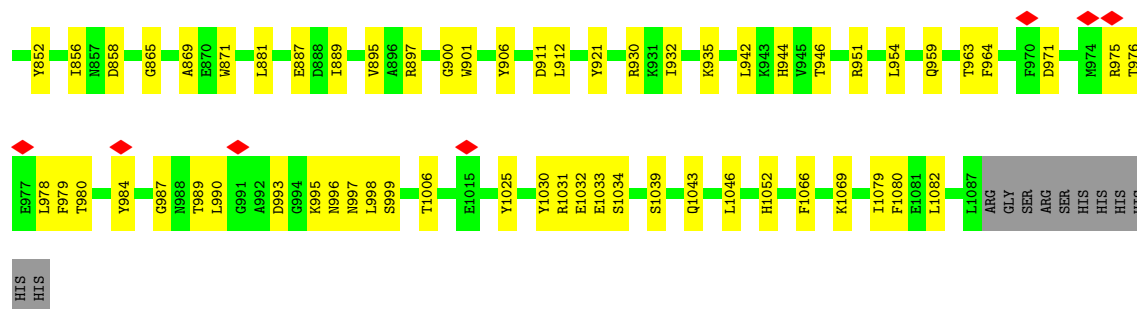 Y852 I856 N857 D858 G865 A869 E870 W871 L881 E887 D888 I889 V895 A896 R897 G900 W901 Y906 D911 L912 Y921 R930 K931 I932 K935 L942 K943 H944 V945 T946 R951 L954 Q959 T963 F964 F970 D971 M974 R975 T976
E977 L978 F979 T980 Y984 G987 N988 T989 L990 G991 A992 D993 G994 K995 N996 N997 L998 S999 T1006 E1015 Y1025 Y1030 R1031 E1032 E1033 S1034 S1039 Q1043 L1046 H1052 F1066 K1069 I1079 F1080 E1081 L1082 L1087 ARG GLY SER ARG SER HIS HIS HIS HIS
HIS HIS